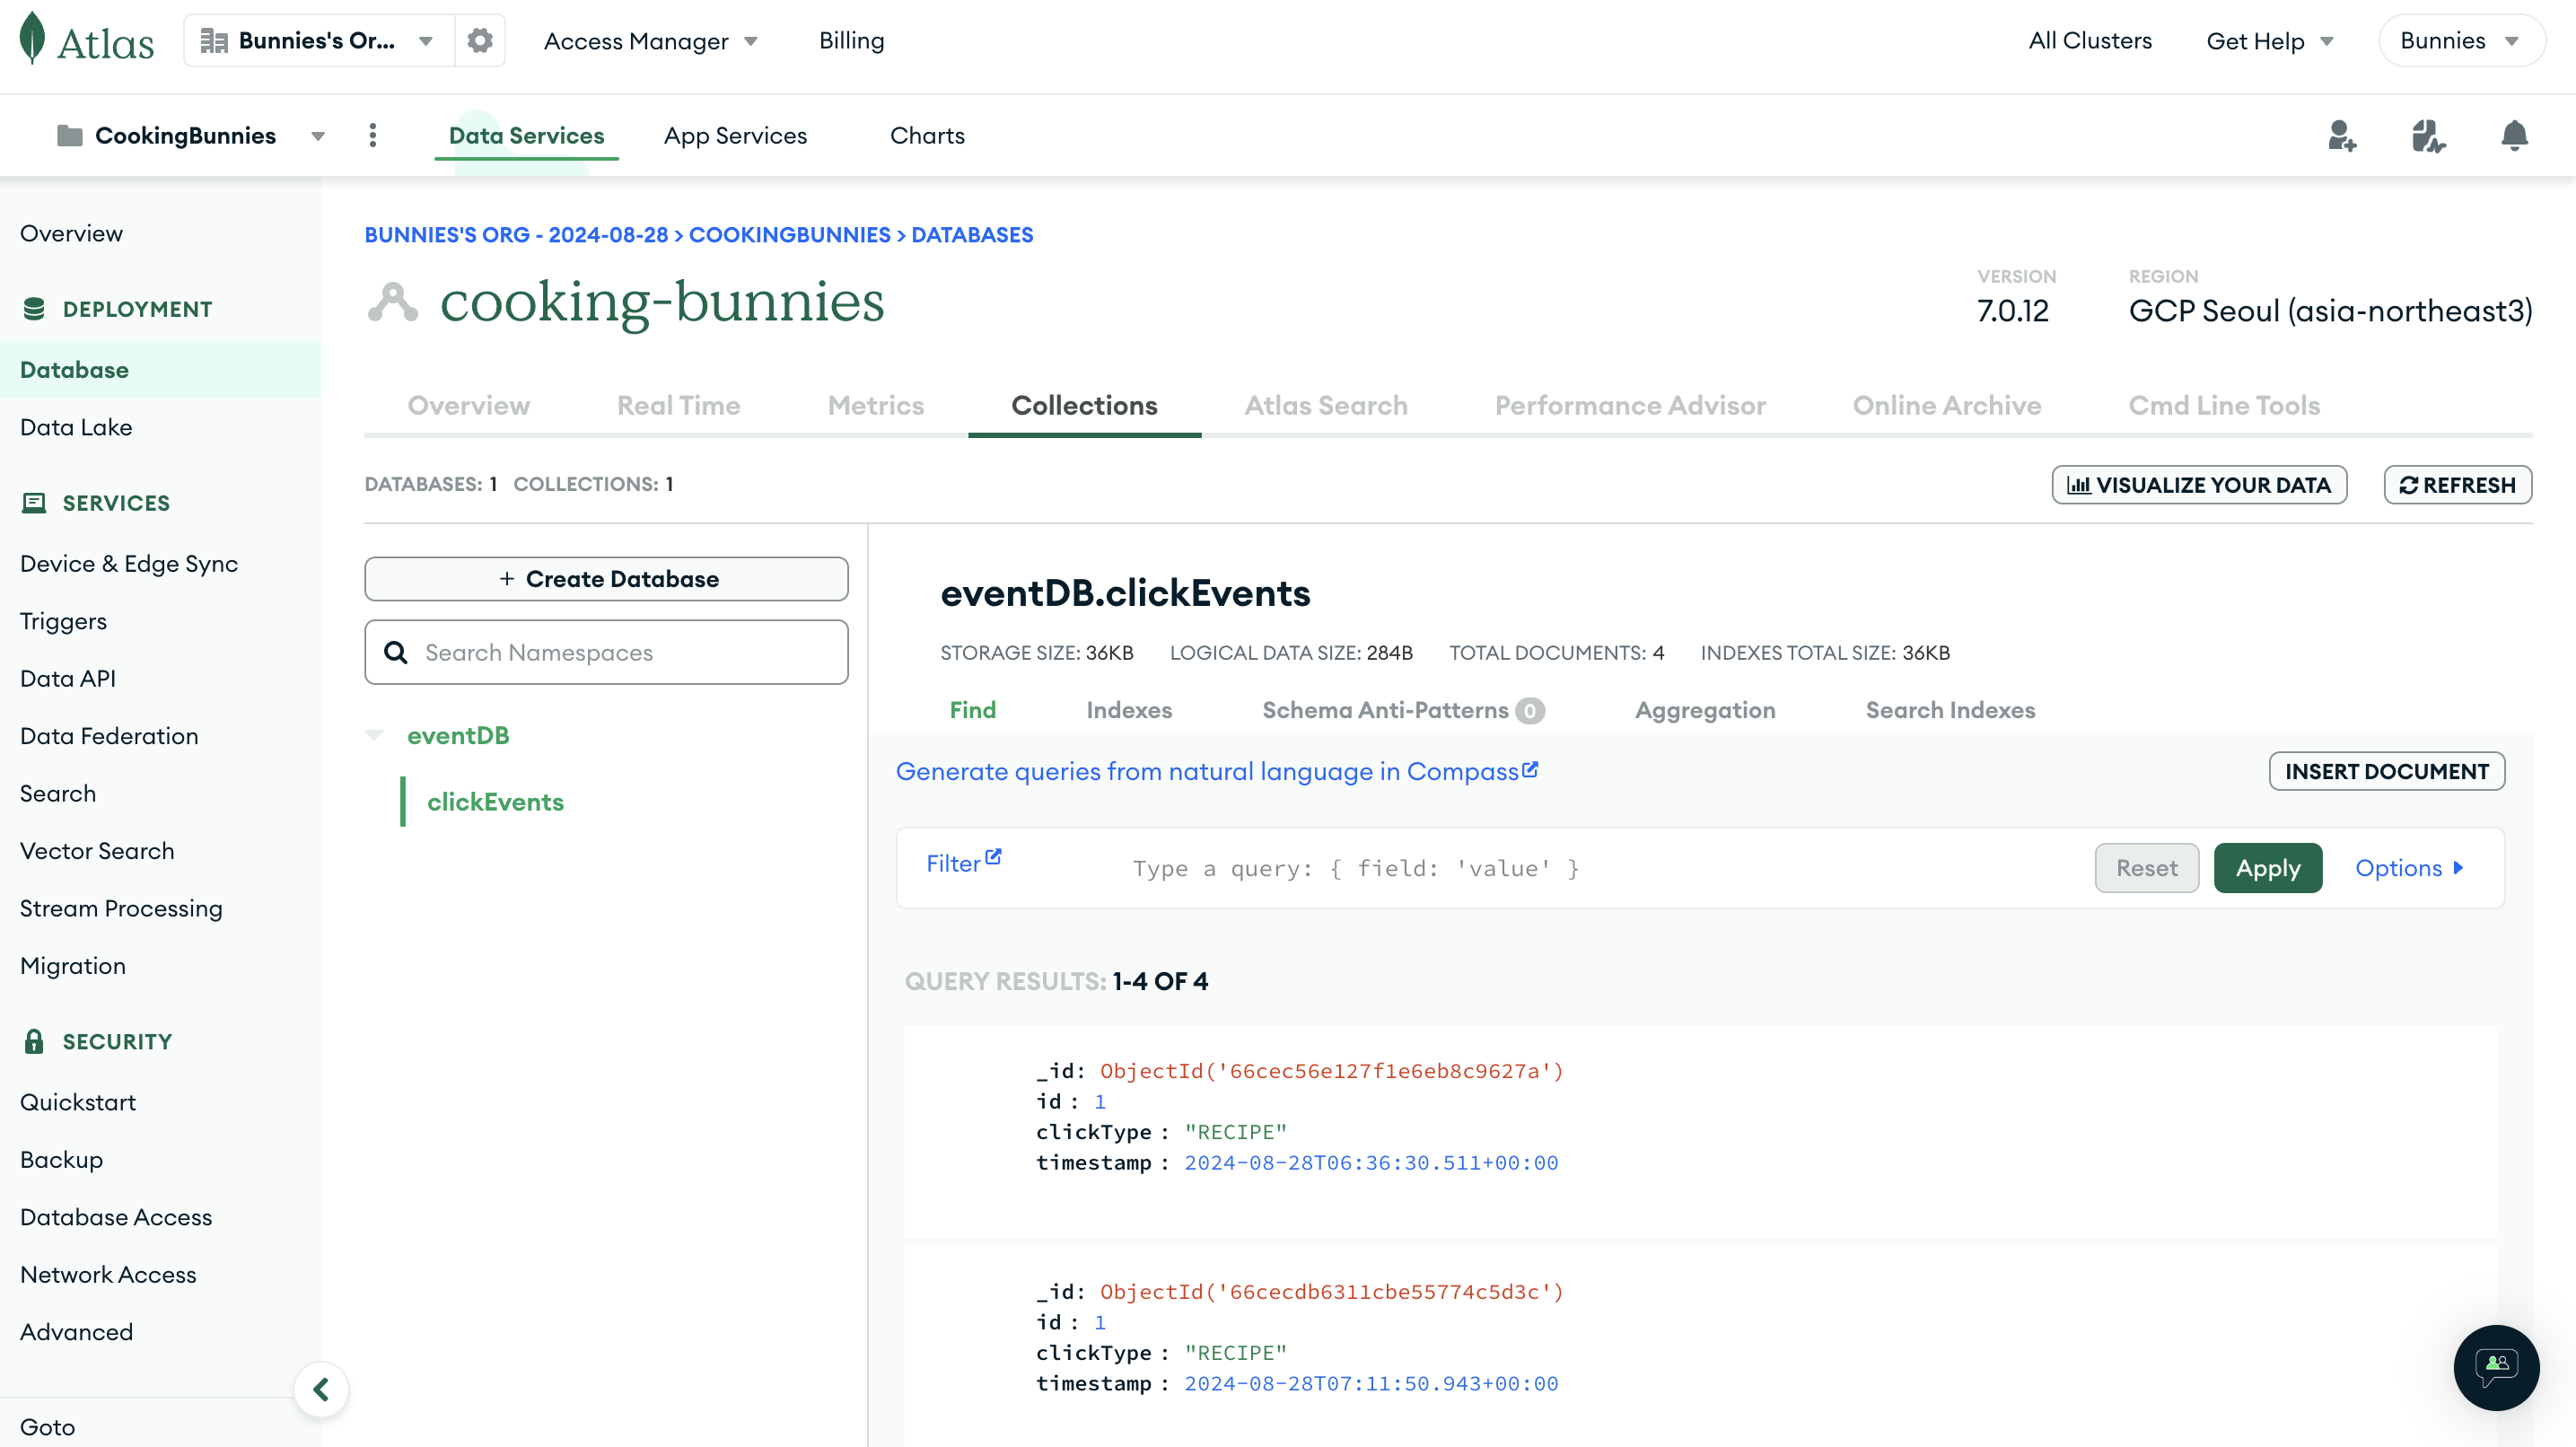 Atlas
Bunnies's Or...
Access Manager
Billing
All Clusters
Get Help
Bunnies
CookingBunnies
Data Services
App Services
Charts
Overview
DEPLOYMENT
Database
Data Lake
SERVICES
Device & Edge Sync
Triggers
Data API
Data Federation
Search
Vector Search
Stream Processing
Migration
SECURITY
Quickstart
Backup
Database Access
Network Access
Advanced
Goto
BUNNIES'S ORG - 2024-08-28 > COOKINGBUNNIES > DATABASES
cooking-bunnies
VERSION
7.0.12
REGION
GCP Seoul (asia-northeast3)
Overview
Real Time
Metrics
Collections
Atlas Search
Performance Advisor
Online Archive
Cmd Line Tools
DATABASES: 1 COLLECTIONS: 1
VISUALIZE YOUR DATA
REFRESH
+ Create Database
Search Namespaces
eventDB
clickEvents
eventDB.clickEvents
STORAGE SIZE: 36KB LOGICAL DATA SIZE: 284B TOTAL DOCUMENTS: 4 INDEXES TOTAL SIZE: 36KB
Find
Indexes
Schema Anti-Patterns 0
Aggregation
Search Indexes
Generate queries from natural language in Compass
INSERT DOCUMENT
Filter
Type a query: { field: 'value' }
Reset
Apply
Options
QUERY RESULTS: 1-4 OF 4
_id: ObjectId('66cec56e127f1e6eb8c9627a')
id : 1
clickType : "RECIPE"
timestamp : 2024-08-28T06:36:30.511+00:00
_id: ObjectId('66cecdb6311cbe55774c5d3c')
id : 1
clickType : "RECIPE"
timestamp : 2024-08-28T07:11:50.943+00:00